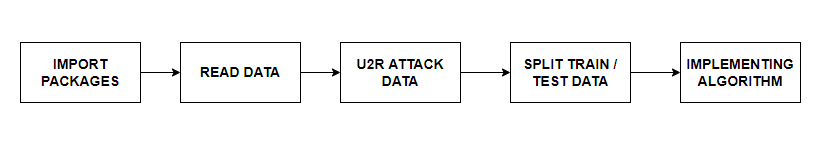 IMPORT
PACKAGES
READ DATA
U2R ATTACK
DATA
SPLIT TRAIN /
TEST DATA
IMPLEMENTING
ALGORITHM